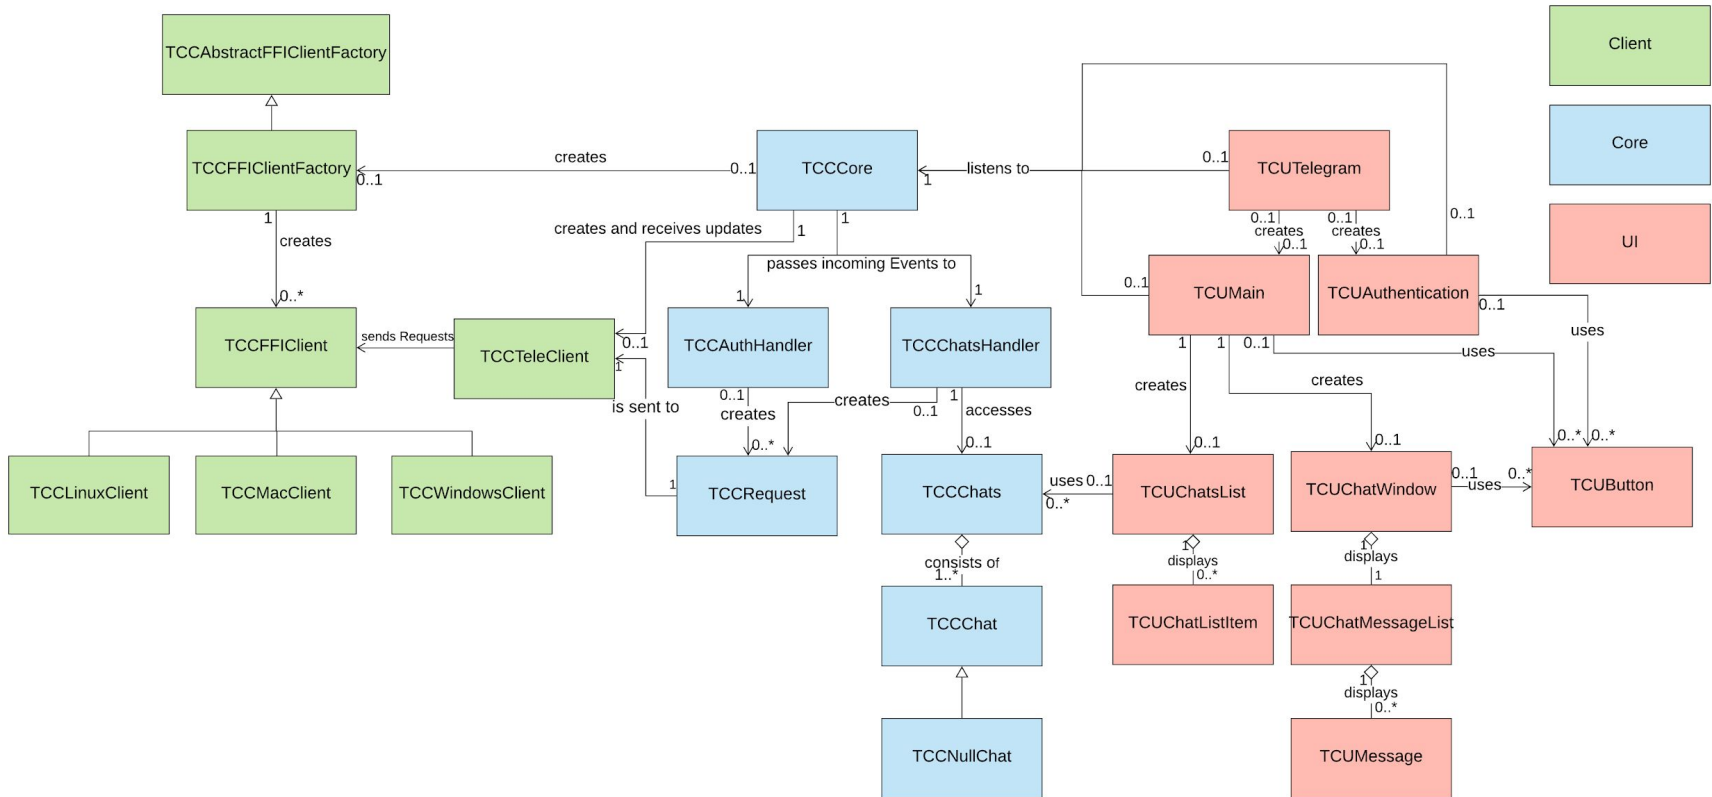 TCCAbstractFFIClientFactory
Client
Core
UI
TCCFFIClientFactory
creates
0..1
0..1
TCCCore
listens to
1
0..1
TCUTelegram
1
creates
0..*
creates and receives updates
1
1
passes incoming Events to
1
1
0..1
creates
0..1
0..1
creates
0..1
0..1
0..1
TCUMain
TCUAuthentication
0..1
uses
TCCFFIClient
sends Requests
TCCTeleClient
0..1
1
is sent to
TCCAuthHandler
TCCChatsHandler
0..1
creates
0..*
creates
0..1
1
accesses
0..1
1
creates
0..1
1
creates
0..1
0..1
uses
0..*
0..*
TCCLinuxClient
TCCMacClient
TCCWindowsClient
1
TCCRequest
TCCChats
uses
0..1
0..*
TCUChatsList
TCUChatWindow
0..1
uses
0..*
TCUButton
consists of
1..*
1
displays
0..*
1
displays
1
TCCChat
TCUChatListItem
TCUChatMessageList
1
displays
0..*
TCCNullChat
TCUMessage